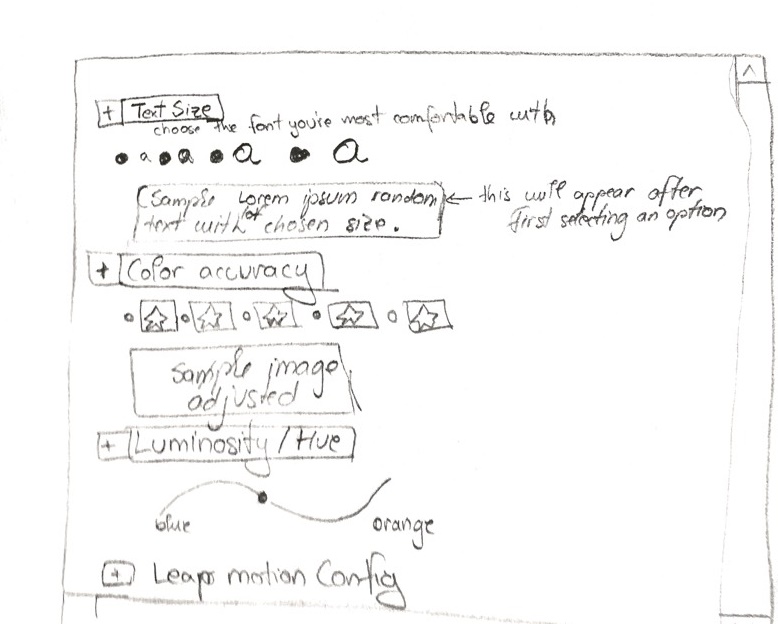 + Text Size
choose the font you're most comfortable with
a a a a
Sample Lorem ipsum random ← this will appear after
text with of chosen size. first selecting an option
+ Color accuracy
Sample image
adjusted
+ Luminosity / Hue
blue orange
+ Leap motion Config